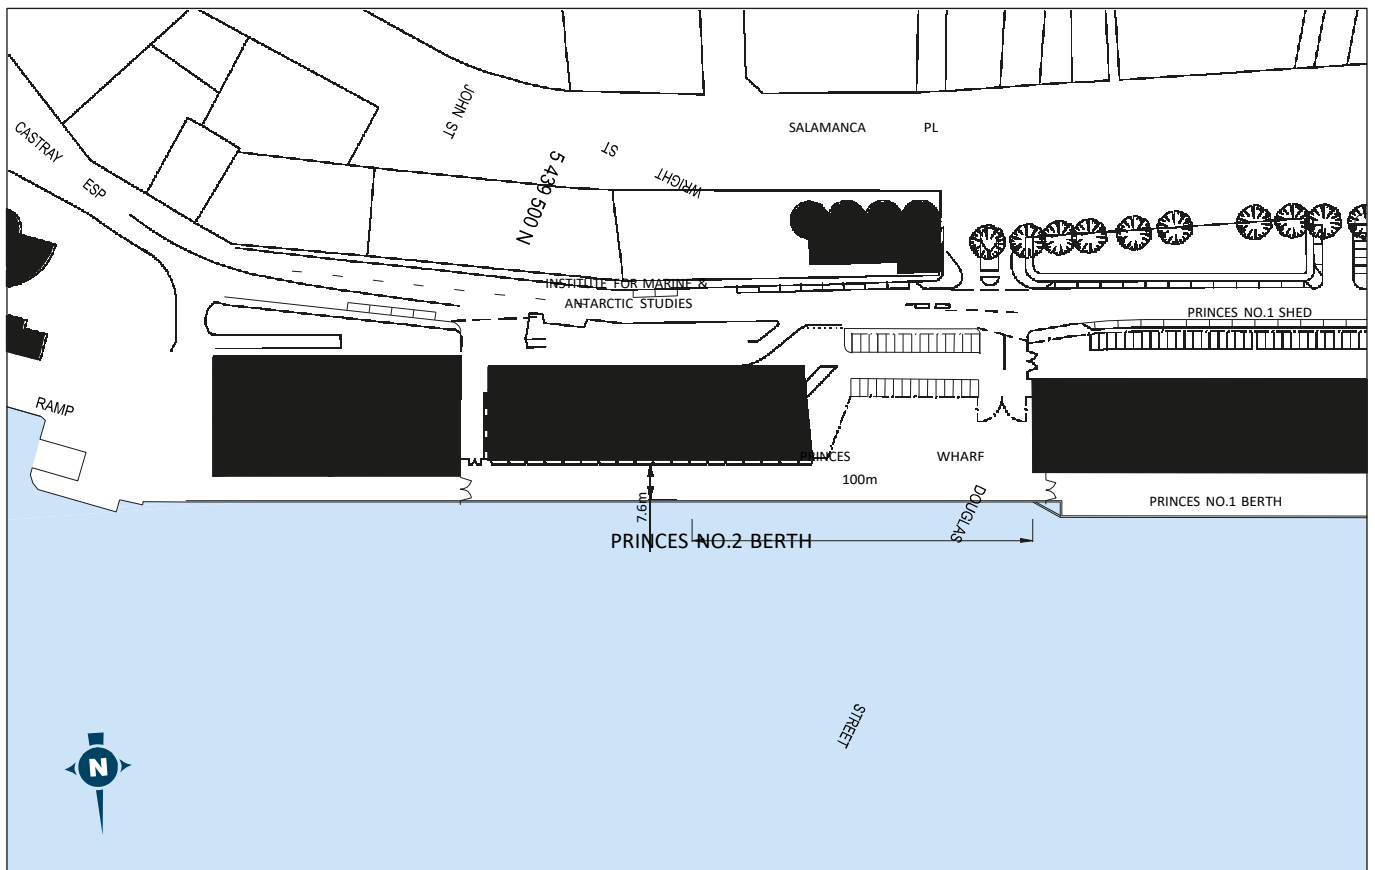 JOHN ST
SALAMANCA PL
CASTRAY
ESP
ST
WRIGHT
5 439 500 N
INSTITUTE FOR MARINE &
ANTARCTIC STUDIES
PRINCES NO.1 SHED
RAMP
PRINCES WHARF
100m
7.6m
DOUGLAS
PRINCES NO.1 BERTH
PRINCES NO.2 BERTH
STREET
N